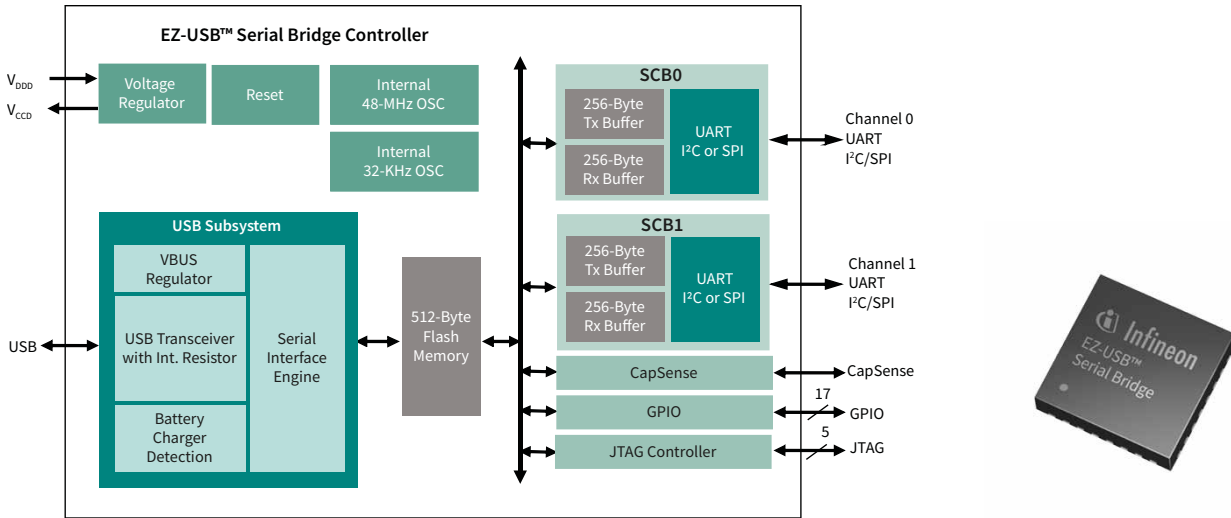 EZ-USB™ Serial Bridge Controller
V_DDD
V_CCD
Voltage
Regulator
Reset
Internal
48-MHz OSC
Internal
32-KHz OSC
USB Subsystem
VBUS
Regulator
USB Transceiver
with Int. Resistor
Battery
Charger
Detection
Serial
Interface
Engine
USB
512-Byte
Flash
Memory
SCB0
256-Byte
Tx Buffer
256-Byte
Rx Buffer
UART
I²C or SPI
Channel 0
UART
I²C/SPI
SCB1
256-Byte
Tx Buffer
256-Byte
Rx Buffer
UART
I²C or SPI
Channel 1
UART
I²C/SPI
CapSense
CapSense
GPIO
17
GPIO
JTAG Controller
5
JTAG
Infineon
EZ-USB™
Serial Bridge